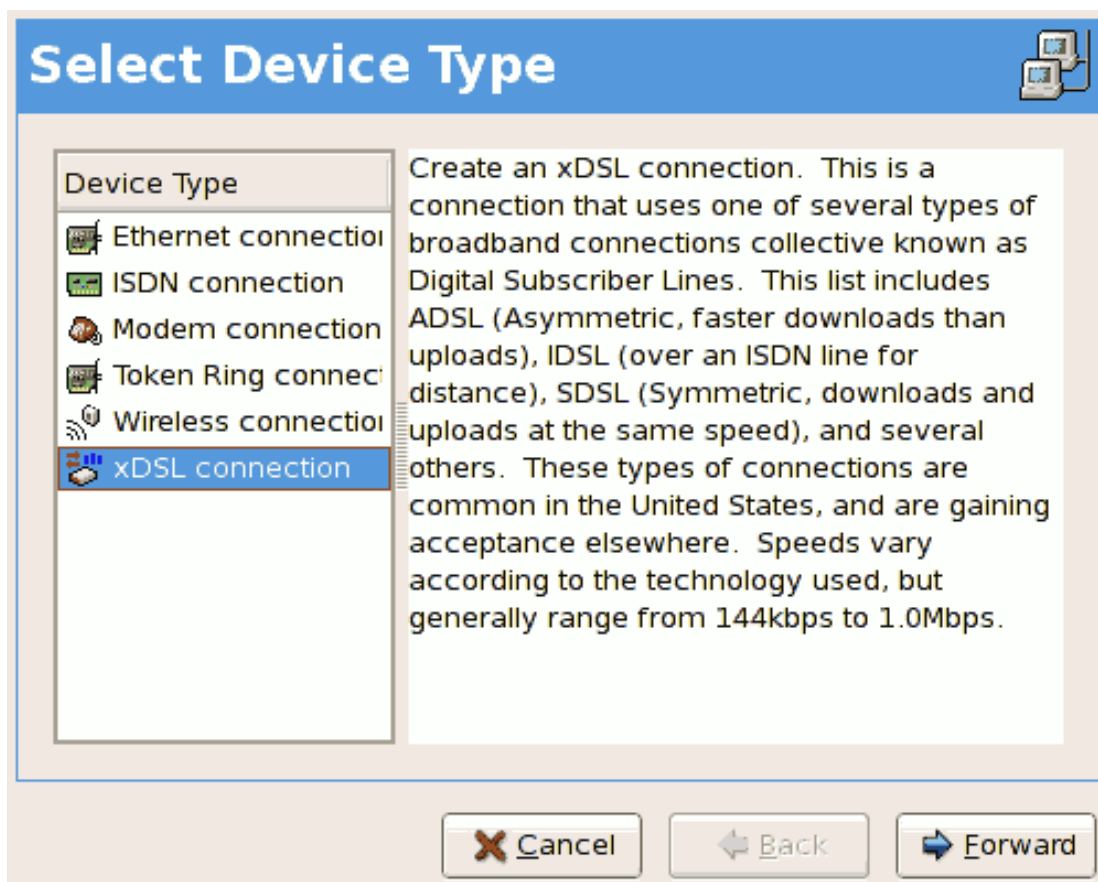 Select Device Type
Device Type
Ethernet connection
ISDN connection
Modem connection
Token Ring connect
Wireless connection
xDSL connection
Create an xDSL connection.  This is a
connection that uses one of several types of
broadband connections collective known as
Digital Subscriber Lines.  This list includes
ADSL (Asymmetric, faster downloads than
uploads), IDSL (over an ISDN line for
distance), SDSL (Symmetric, downloads and
uploads at the same speed), and several
others.  These types of connections are
common in the United States, and are gaining
acceptance elsewhere.  Speeds vary
according to the technology used, but
generally range from 144kbps to 1.0Mbps.
Cancel
Back
Forward